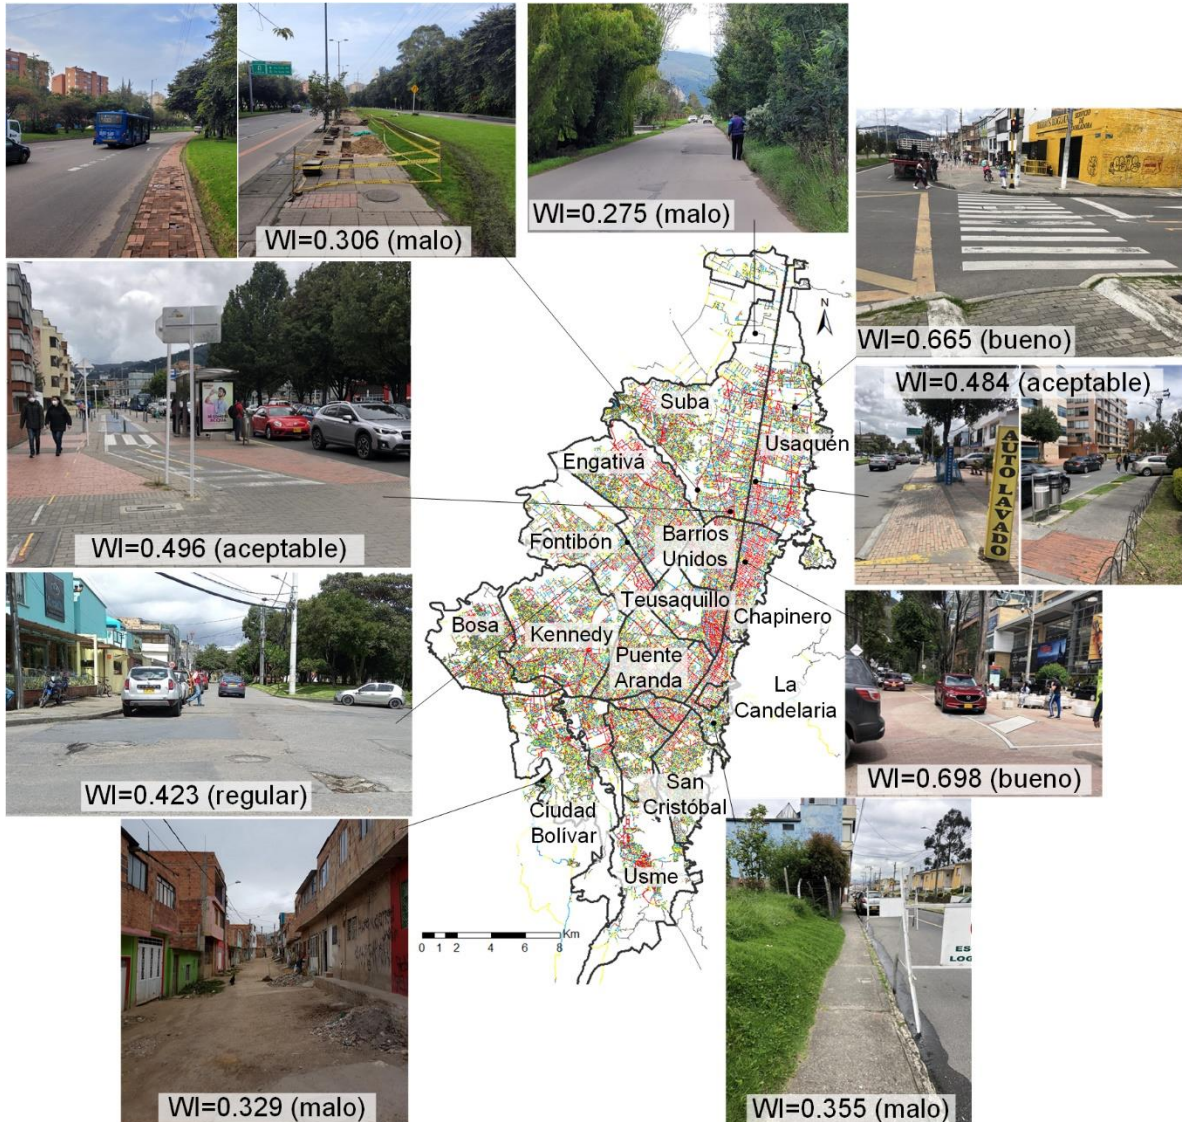 WI=0.306 (malo)
WI=0.275 (malo)
WI=0.665 (bueno)
WI=0.484 (aceptable)
AUTO LAVADO
WI=0.496 (aceptable)
WI=0.423 (regular)
WI=0.698 (bueno)
WI=0.329 (malo)
WI=0.355 (malo)
N
Suba
Usaquén
Engativá
Fontibón
Barrios
Unidos
Teusaquillo
Chapinero
Bosa
Kennedy
Puente
Aranda
La
Candelaria
San
Cristóbal
Ciudad
Bolívar
Usme
Km
0 1 2 4 6 8